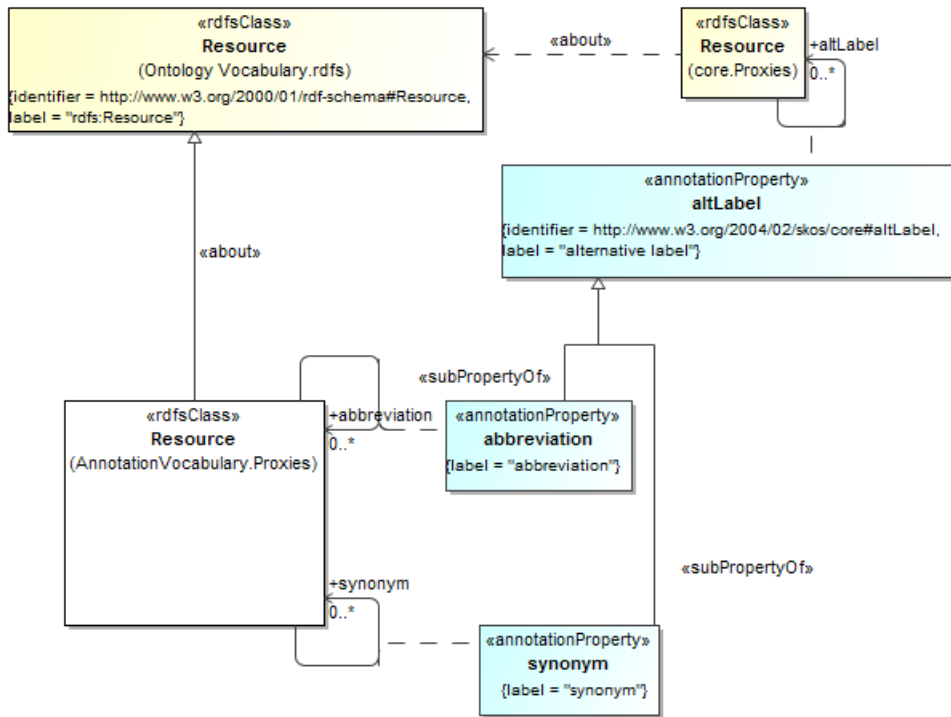 «rdfsClass»
Resource
(Ontology Vocabulary.rdfs)
{identifier = http://www.w3.org/2000/01/rdf-schema#Resource,
label = "rdfs:Resource"}
«about»
«rdfsClass»
Resource
(core.Proxies)
+altLabel
0..*
«annotationProperty»
altLabel
{identifier = http://www.w3.org/2004/02/skos/core#altLabel,
label = "alternative label"}
«about»
«subPropertyOf»
«rdfsClass»
Resource
(AnnotationVocabulary.Proxies)
+abbreviation
0..*
«annotationProperty»
abbreviation
{label = "abbreviation"}
«subPropertyOf»
+synonym
0..*
«annotationProperty»
synonym
{label = "synonym"}